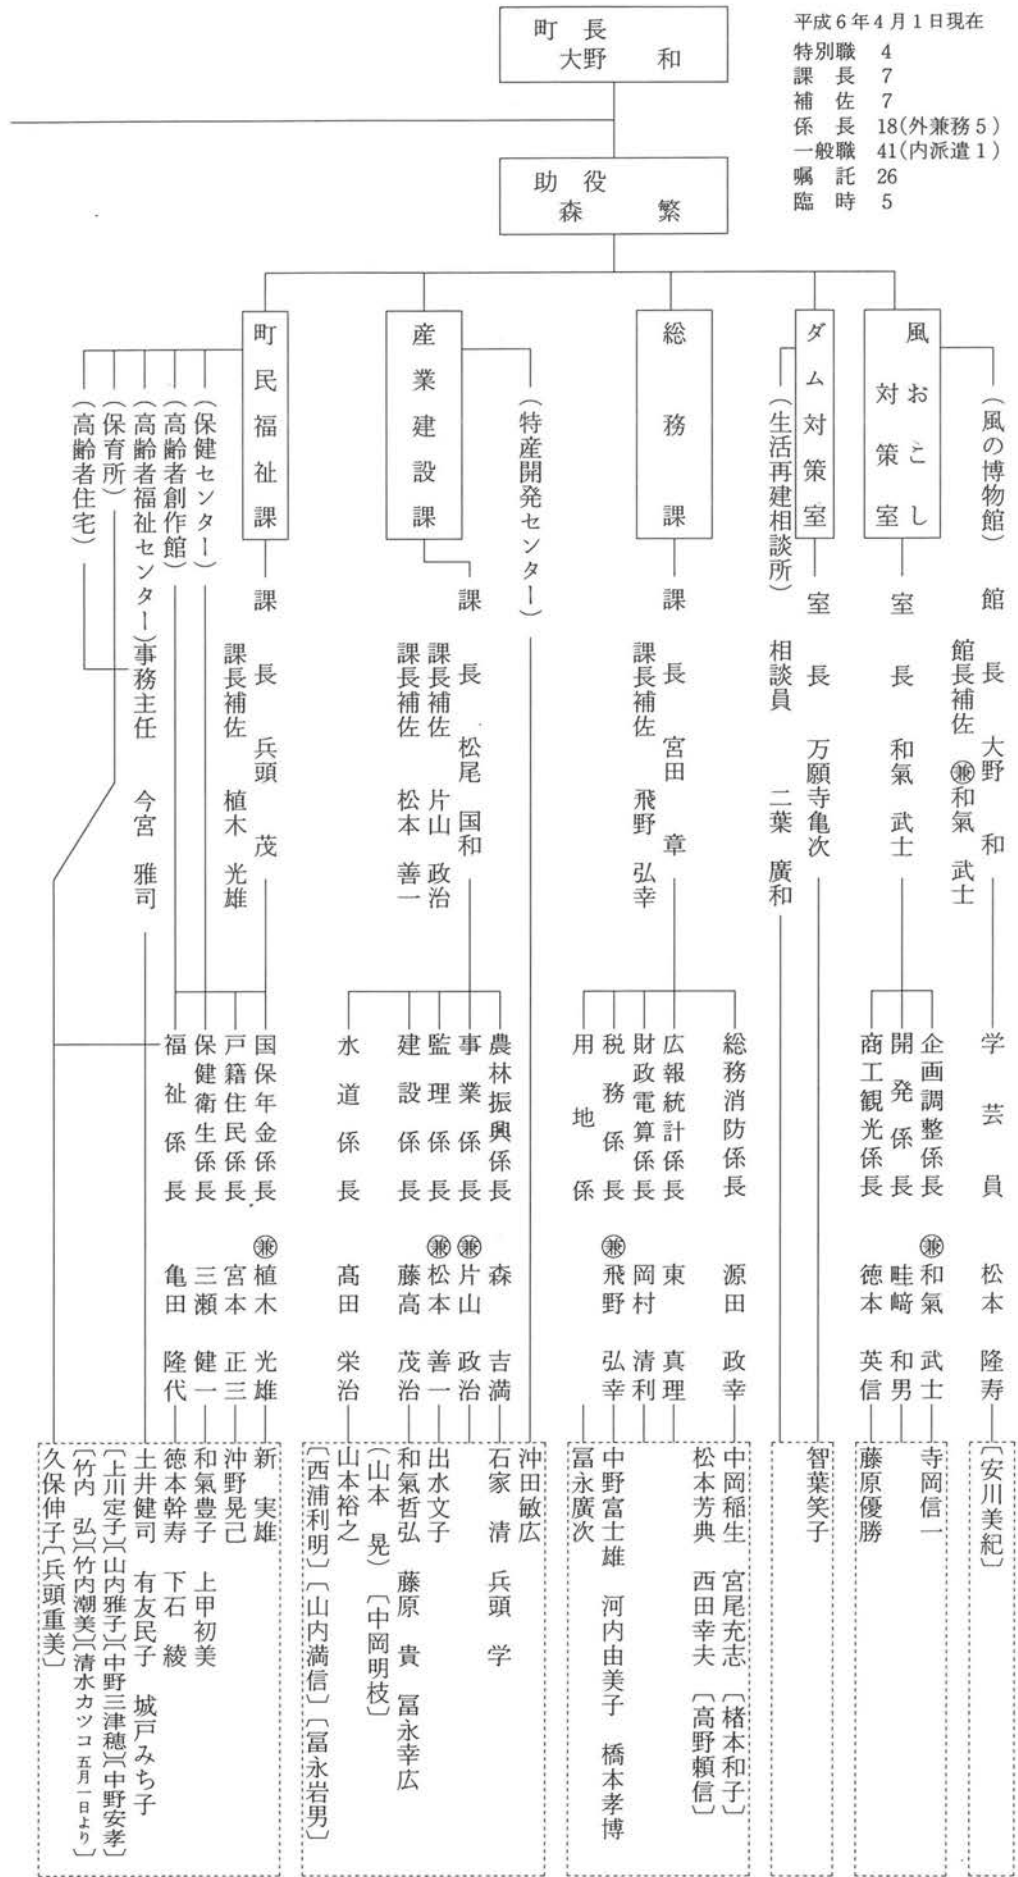 町長
大野 和
平成6年4月1日現在
特別職 4
課長 7
補佐 7
係長 18(外兼務5)
一般職 41(内派遣1)
嘱託 26
臨時 5
助役
森 繁
風おこし対策室
(風の博物館)
館長 大野 和
館長補佐 ㊎和氣 武士
学芸員 松本 隆寿
〔安川美紀〕
室長 和氣 武士
企画調整係長 ㊎和氣 武士
寺岡信一
開発係長 畦﨑 和男
商工観光係長 徳本 英信
藤原優勝
ダム対策室
室長 万願寺亀次
智葉笑子
(生活再建相談所)
相談員 二葉 廣和
総務課
課長 宮田 章
課長補佐 飛野 弘幸
総務消防係長 源田 政幸
中岡稲生 宮尾充志 〔楮本和子〕
松本芳典 西田幸夫 〔高野頼信〕
広報統計係長 東 真理
財政電算係長 岡村 清利
税務係長 ㊎飛野 弘幸
中野富士雄 河内由美子 橋本孝博
用地係
冨永廣次
産業建設課
(特産開発センター)
沖田敏広
課長 松尾 国和
課長補佐 片山 政治
課長補佐 松本 善一
農林振興係長 森 吉満
石家 清 兵頭 学
事業係長 ㊎片山 政治
監理係長 ㊎松本 善一
出水文子
建設係長 藤高 茂治
和氣哲弘 藤原 貴 冨永幸広
(山本 晃) 〔中岡明枝〕
水道係長 髙田 栄治
山本裕之
〔西浦利明〕〔山内満信〕〔冨永岩男〕
町民福祉課
課長 兵頭 茂
課長補佐 植木 光雄
国保年金係長 ㊎植木 光雄
新 実雄
戸籍住民係長 宮本 正三
沖野晃己
保健衛生係長 三瀬 健一
和氣豊子 上甲初美
福祉係長 亀田 隆代
徳本幹寿 下石 綾
(保健センター)
(高齢者創作館)
(高齢者福祉センター)事務主任 今宮 雅司
土井健司 有友民子 城戸みち子
〔上川定子〕〔山内雅子〕〔中野三津穂〕〔中野安孝〕
〔竹内 弘〕〔竹内潮美〕〔清水カツコ 五月一日より〕
(保育所)
久保伸子〔兵頭重美〕
(高齢者住宅)